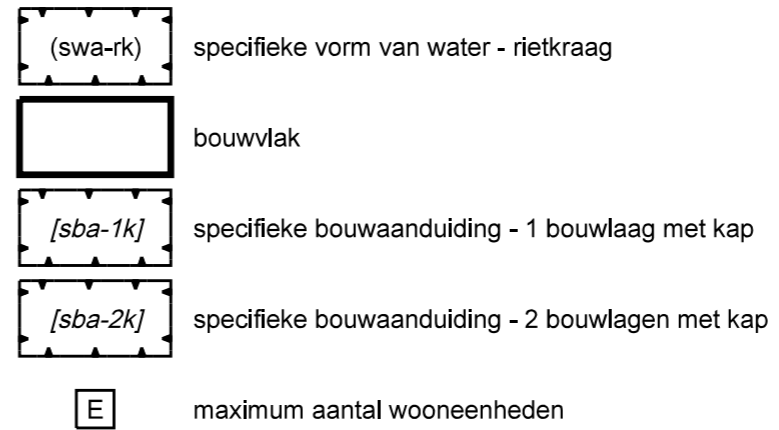 (swa-rk) specifieke vorm van water - rietkraag
bouwvlak
[sba-1k] specifieke bouwaanduiding - 1 bouwlaag met kap
[sba-2k] specifieke bouwaanduiding - 2 bouwlagen met kap
E maximum aantal wooneenheden